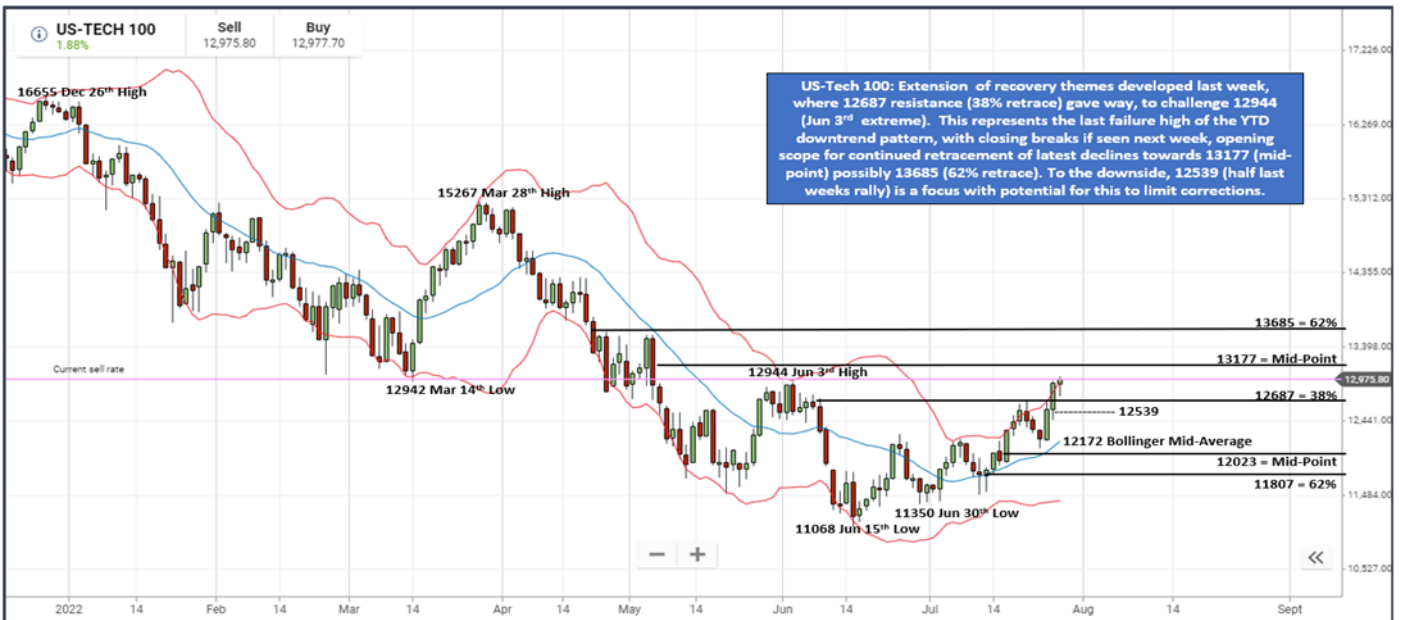 US-TECH 100
1.88%
Sell
12,975.80
Buy
12,977.70
17,226.00
16,269.00
15,312.00
14,355.00
13,398.00
12,975.80
12,441.00
11,484.00
10,527.00
US-Tech 100: Extension of recovery themes developed last week,
where 12687 resistance (38% retrace) gave way, to challenge 12944
(Jun 3rd extreme). This represents the last failure high of the YTD
downtrend pattern, with closing breaks if seen next week, opening
scope for continued retracement of latest declines towards 13177 (mid-
point) possibly 13685 (62% retrace). To the downside, 12539 (half last
weeks rally) is a focus with potential for this to limit corrections.
16655 Dec 26th High
15267 Mar 28th High
13685 = 62%
13177 = Mid-Point
Current sell rate
12944 Jun 3rd High
12942 Mar 14th Low
12687 = 38%
12539
12172 Bollinger Mid-Average
12023 = Mid-Point
11807 = 62%
11350 Jun 30th Low
11068 Jun 15th Low
2022
14
Feb
14
Mar
14
Apr
14
May
14
Jun
14
Jul
14
Aug
14
Sept